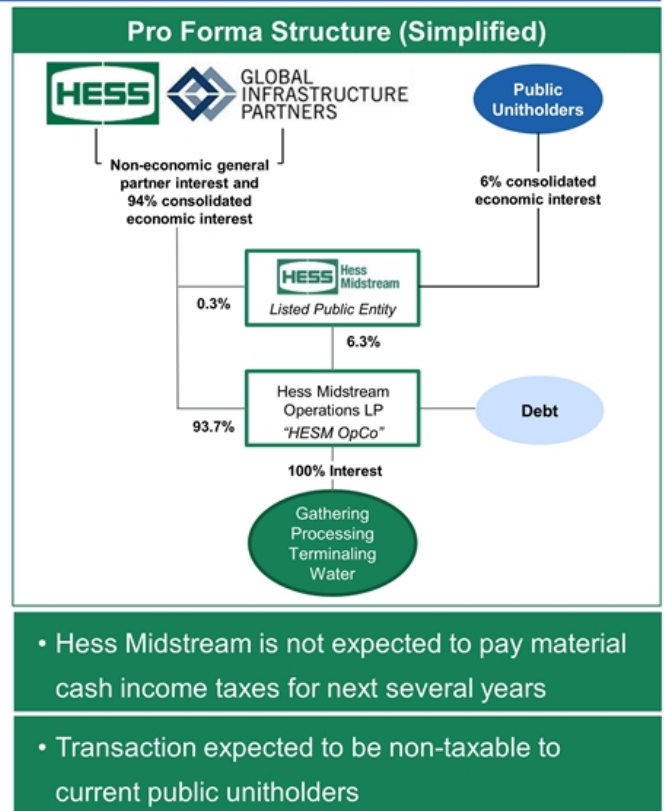 Pro Forma Structure (Simplified)
HESS
GLOBAL
INFRASTRUCTURE
PARTNERS
Public
Unitholders
Non-economic general
partner interest and
94% consolidated
economic interest
6% consolidated
economic interest
HESS Hess
Midstream
Listed Public Entity
0.3%
6.3%
Hess Midstream
Operations LP
"HESM OpCo"
93.7%
Debt
100% Interest
Gathering
Processing
Terminaling
Water
• Hess Midstream is not expected to pay material
cash income taxes for next several years
• Transaction expected to be non-taxable to
current public unitholders